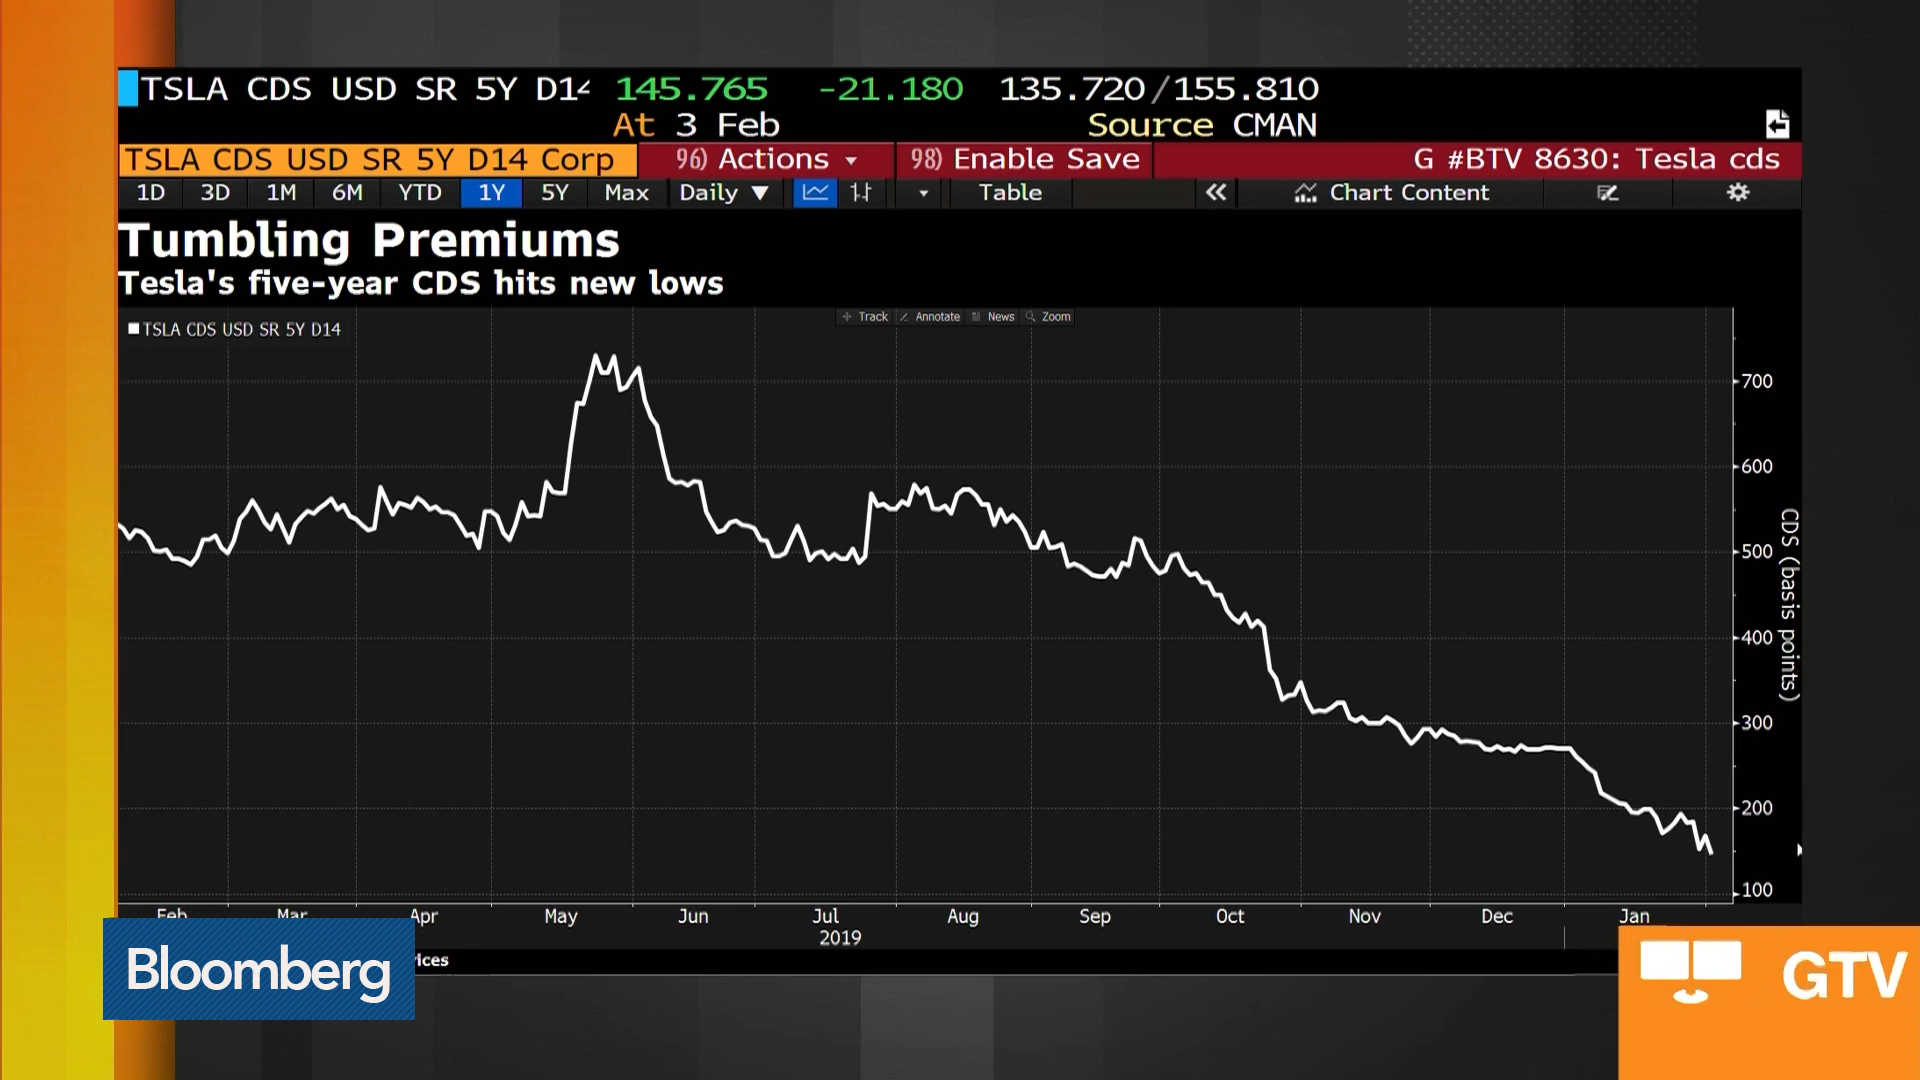 TSLA CDS USD SR 5Y D14 145.765 -21.180 135.720/155.810
At 3 Feb Source CMAN
TSLA CDS USD SR 5Y D14 Corp 96) Actions 98) Enable Save G #BTV 8630: Tesla cds
1D 3D 1M 6M YTD 1Y 5Y Max Daily Table « Chart Content
Tumbling Premiums
Tesla's five-year CDS hits new lows
Track Annotate News Zoom
TSLA CDS USD SR 5Y D14
700
600
500
400
300
200
100
CDS (basis points)
Feb Mar Apr May Jun Jul Aug Sep Oct Nov Dec Jan
2019
Bloomberg
GTV